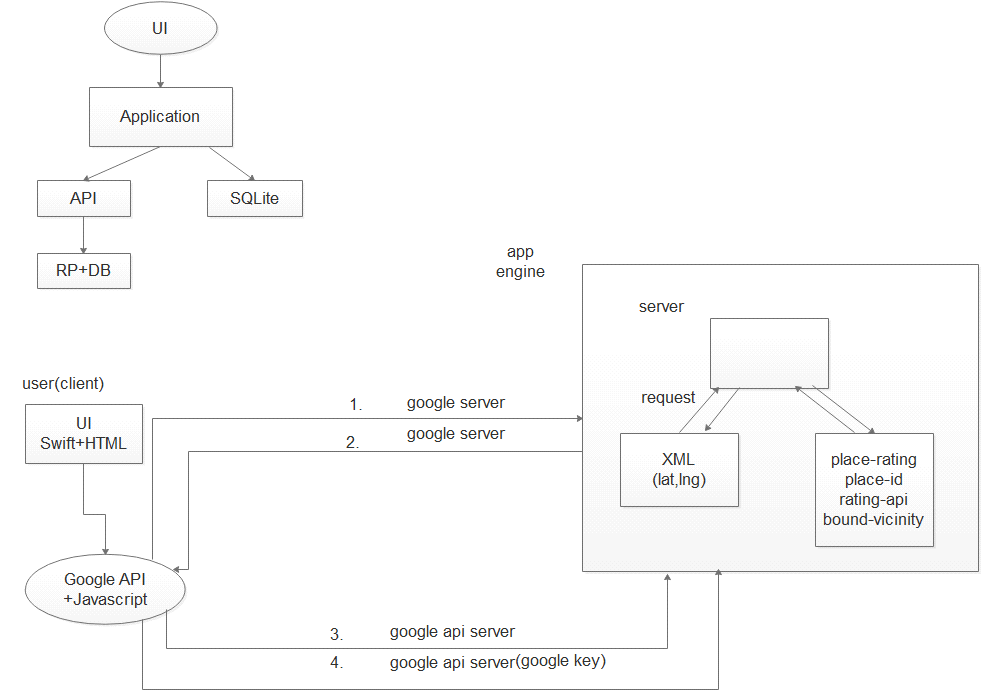 UI
Application
API
SQLite
RP+DB
app
engine
server
request
XML
(lat,lng)
place-rating
place-id
rating-api
bound-vicinity
user(client)
UI
Swift+HTML
1. google server
2. google server
Google API
+Javascript
3. google api server
4. google api server(google key)